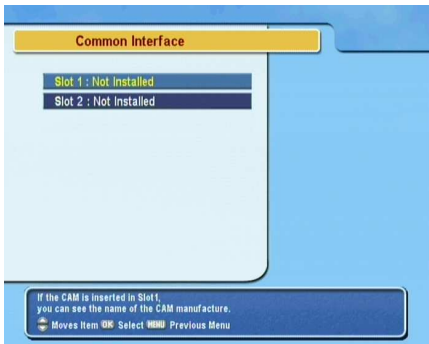 Common Interface
Slot 1 : Not Installed
Slot 2 : Not Installed
If the CAM is inserted in Slot1,
you can see the name of the CAM manufacture.
Moves Item OK Select MENU Previous Menu